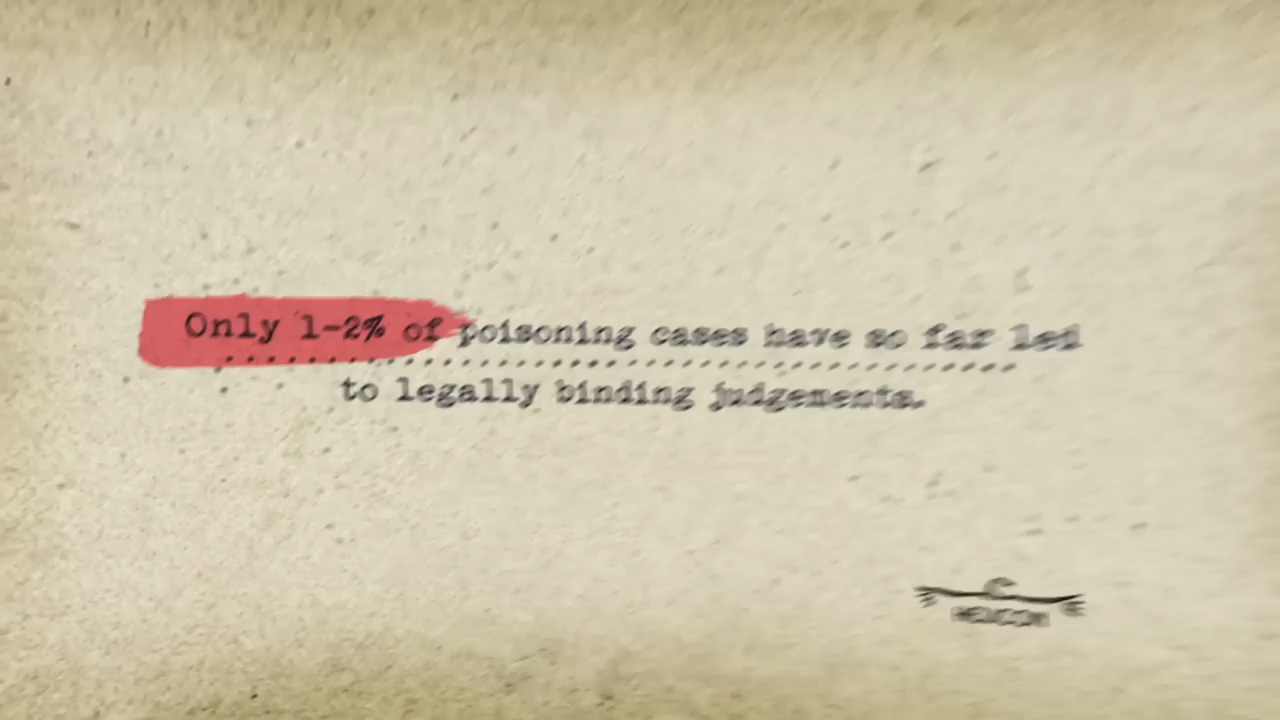 Only 1-2% of poisoning cases have so far led
to legally binding judgements.